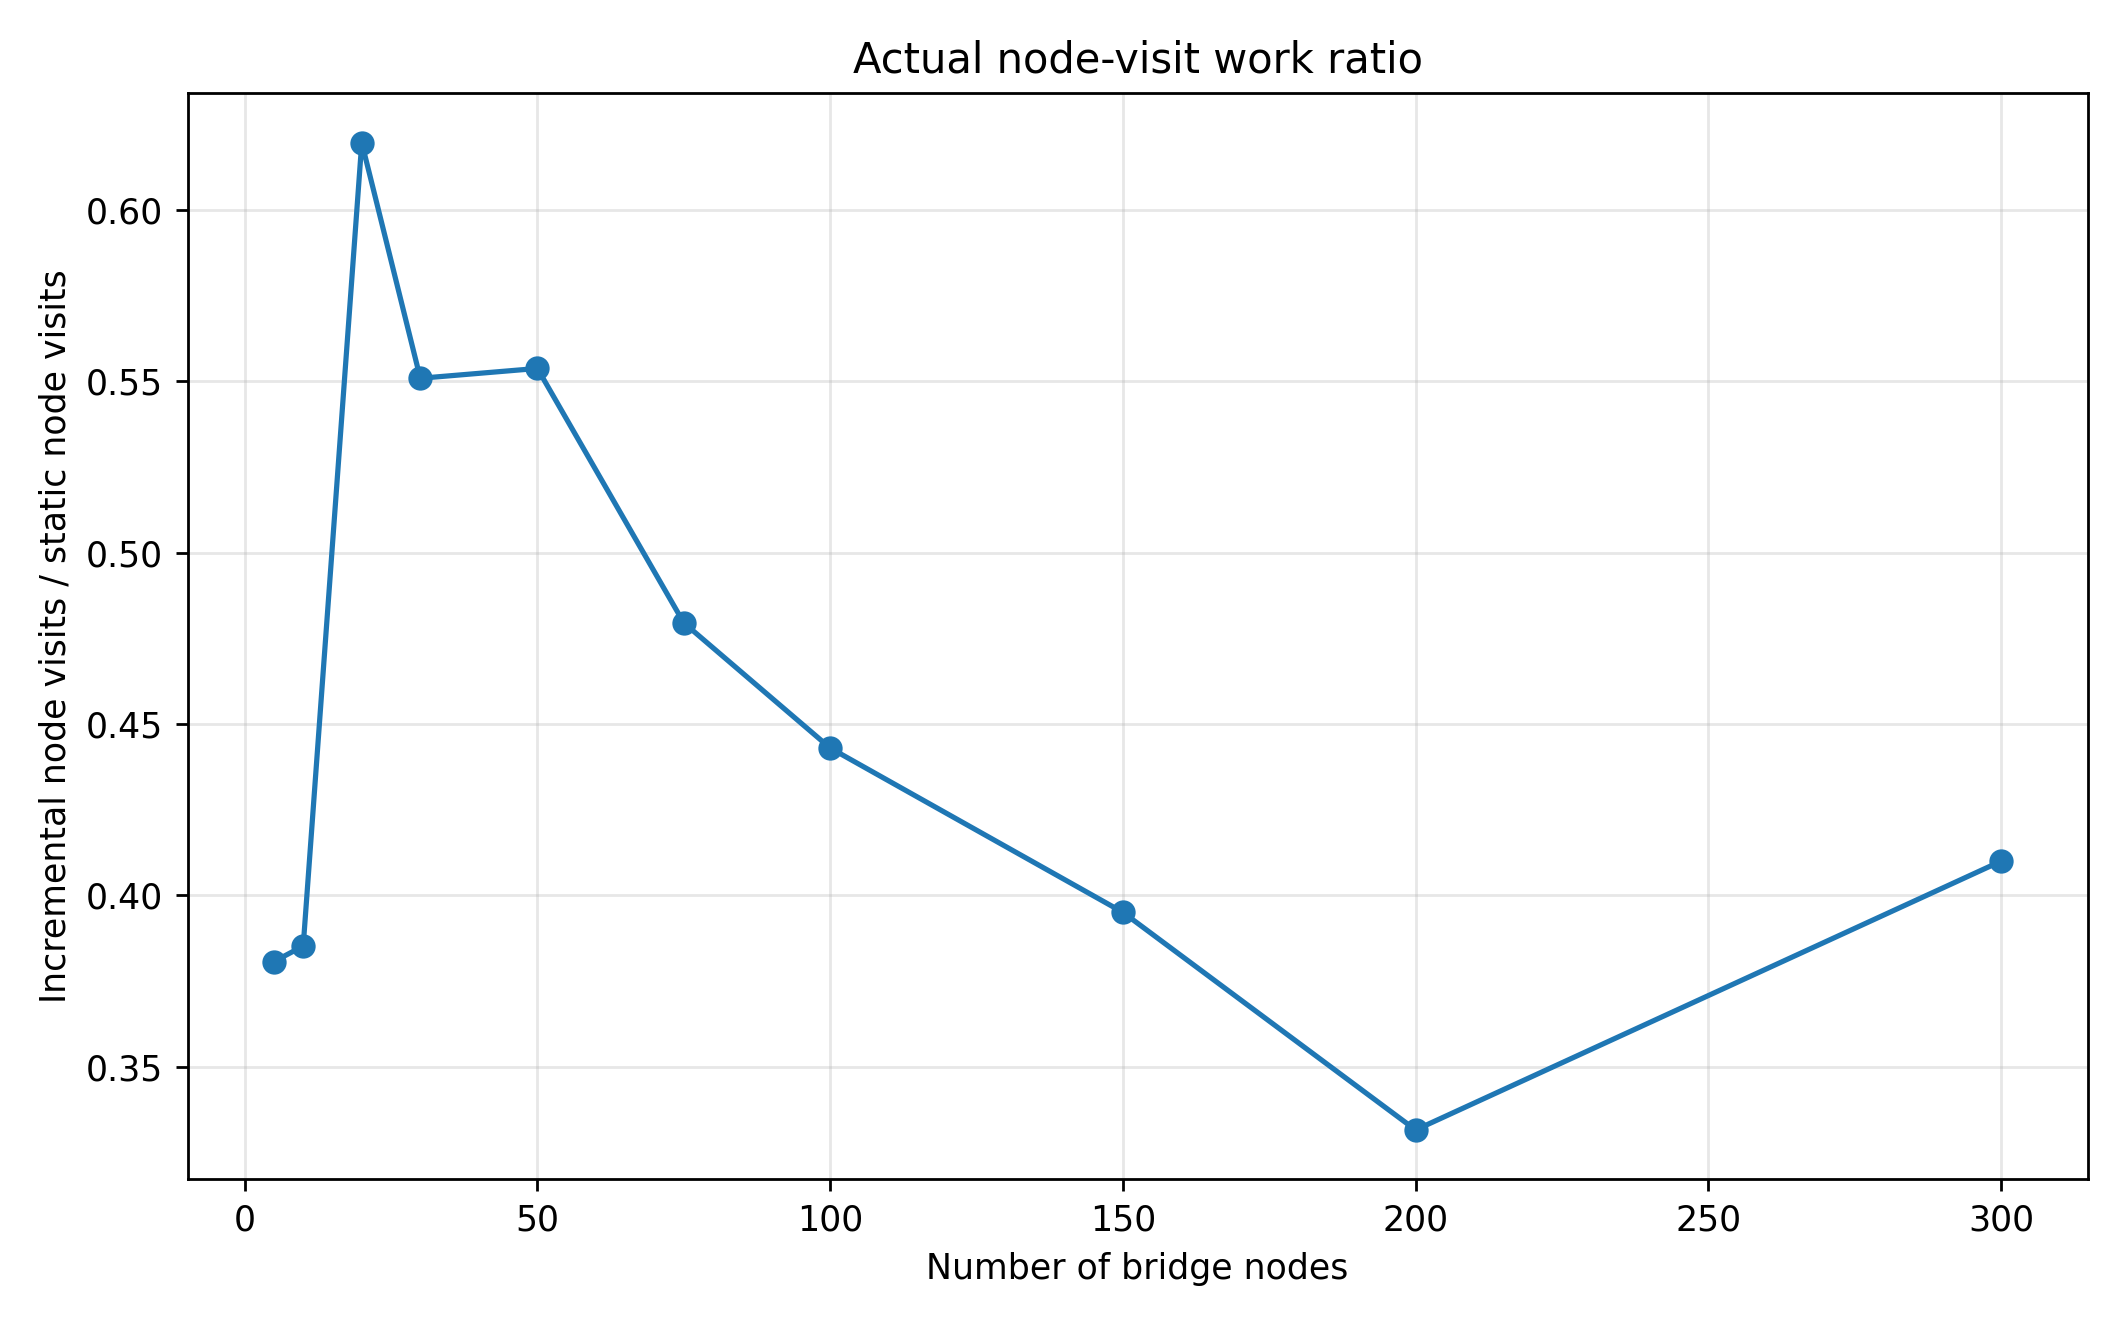 Actual node-visit work ratio
Incremental node visits / static node visits
0.60
0.55
0.50
0.45
0.40
0.35
0 50 100 150 200 250 300
Number of bridge nodes